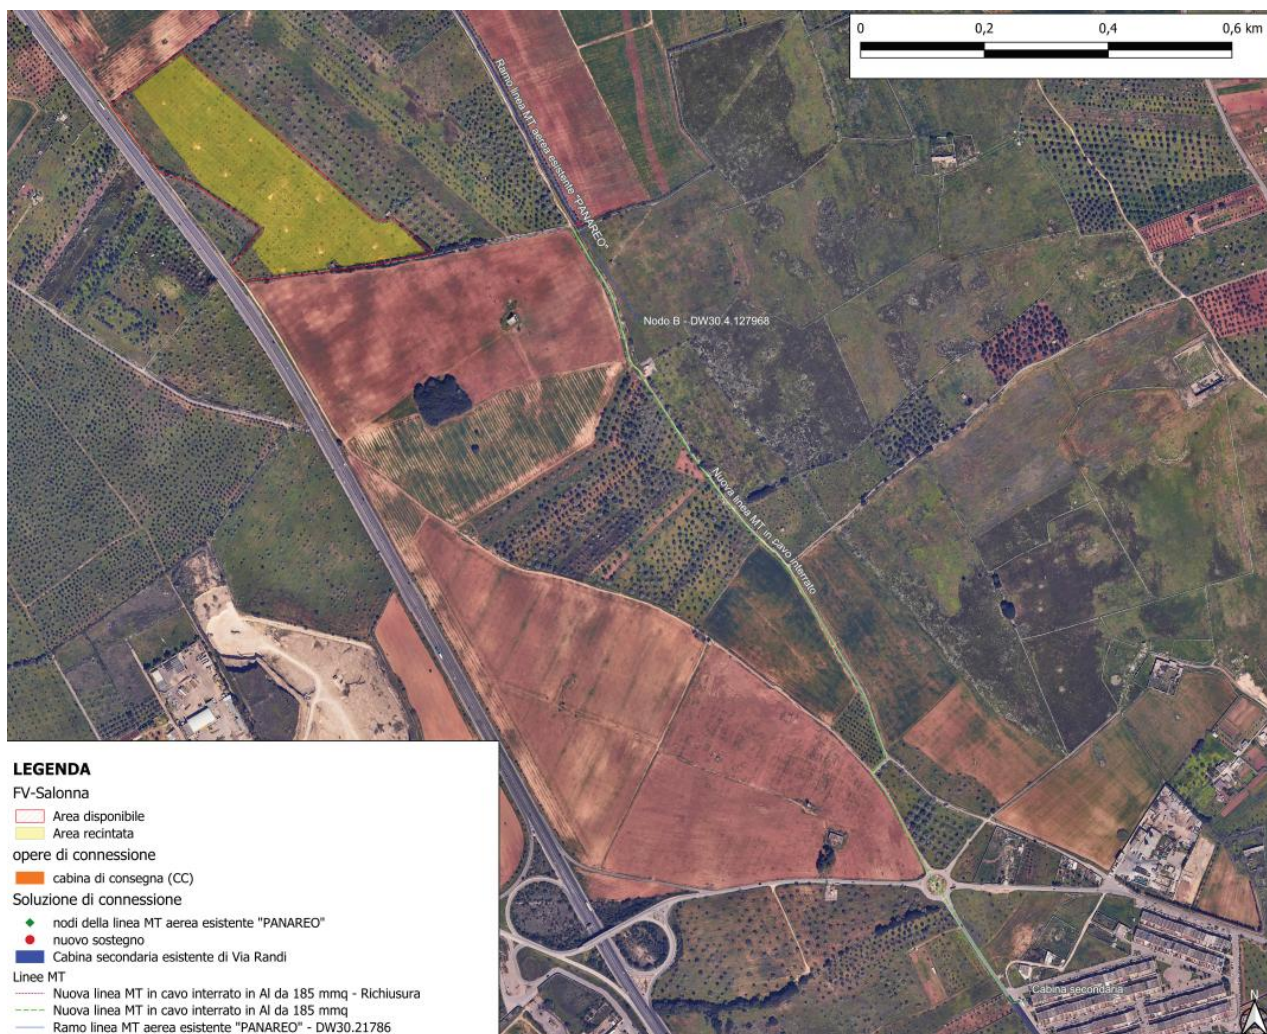 0 0,2 0,4 0,6 km
Ramo linea MT aerea esistente "PANAREO"
Nodo B - DW30.4.127968
Nuova linea MT in cavo interrato
Cabina secondaria
N
LEGENDA
FV-Salonna
Area disponibile
Area recintata
opere di connessione
cabina di consegna (CC)
Soluzione di connessione
nodi della linea MT aerea esistente "PANAREO"
nuovo sostegno
Cabina secondaria esistente di Via Randi
Linee MT
Nuova linea MT in cavo interrato in Al da 185 mmq - Richiusura
Nuova linea MT in cavo interrato in Al da 185 mmq
Ramo linea MT aerea esistente "PANAREO" - DW30.21786